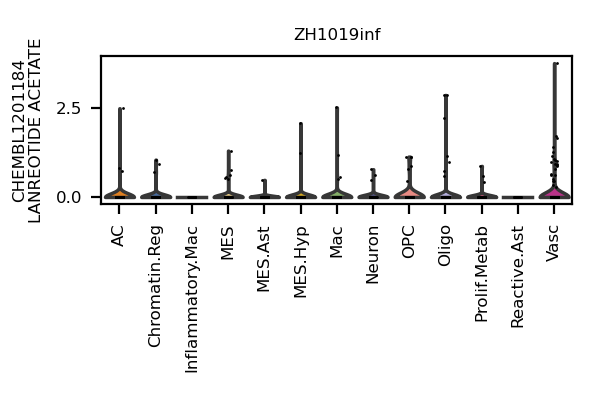 ZH1019inf
CHEMBL1201184
LANREOTIDE ACETATE
2.5
0.0
AC
Chromatin.Reg
Inflammatory.Mac
MES
MES.Ast
MES.Hyp
Mac
Neuron
OPC
Oligo
Prolif.Metab
Reactive.Ast
Vasc